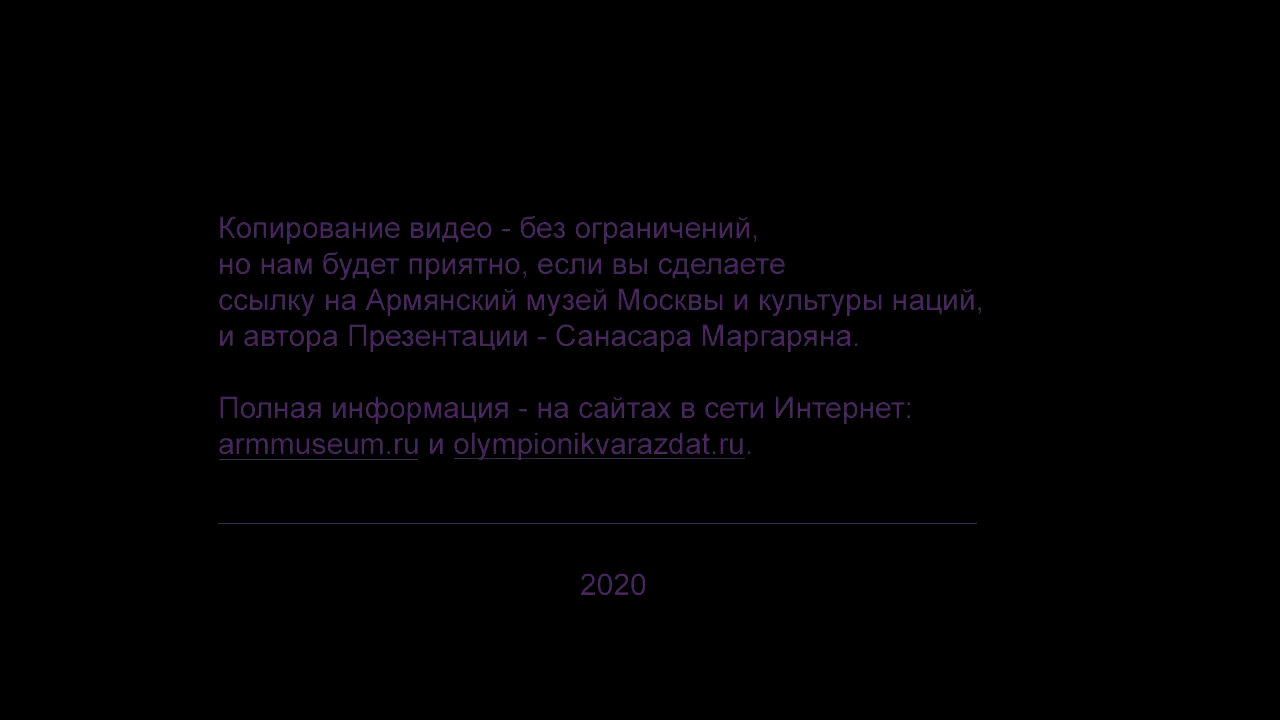 Копирование видео - без ограничений,
но нам будет приятно, если вы сделаете
ссылку на Армянский музей Москвы и культуры наций,
и автора Презентации - Санасара Маргаряна.
Полная информация - на сайтах в сети Интернет:
armmuseum.ru и olympionikvarazdat.ru.
2020